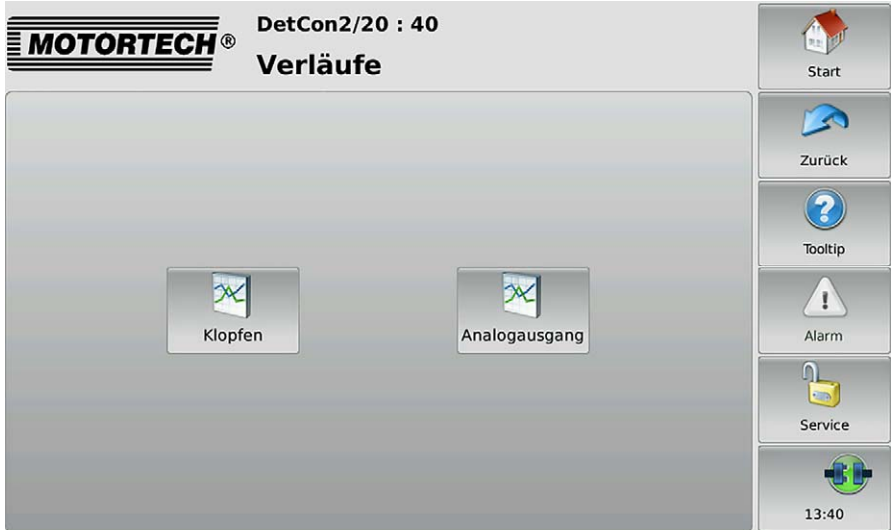 MOTORTECH®
DetCon2/20 : 40
Verläufe
Klopfen
Analogausgang
Start
Zurück
Tooltip
Alarm
Service
13:40